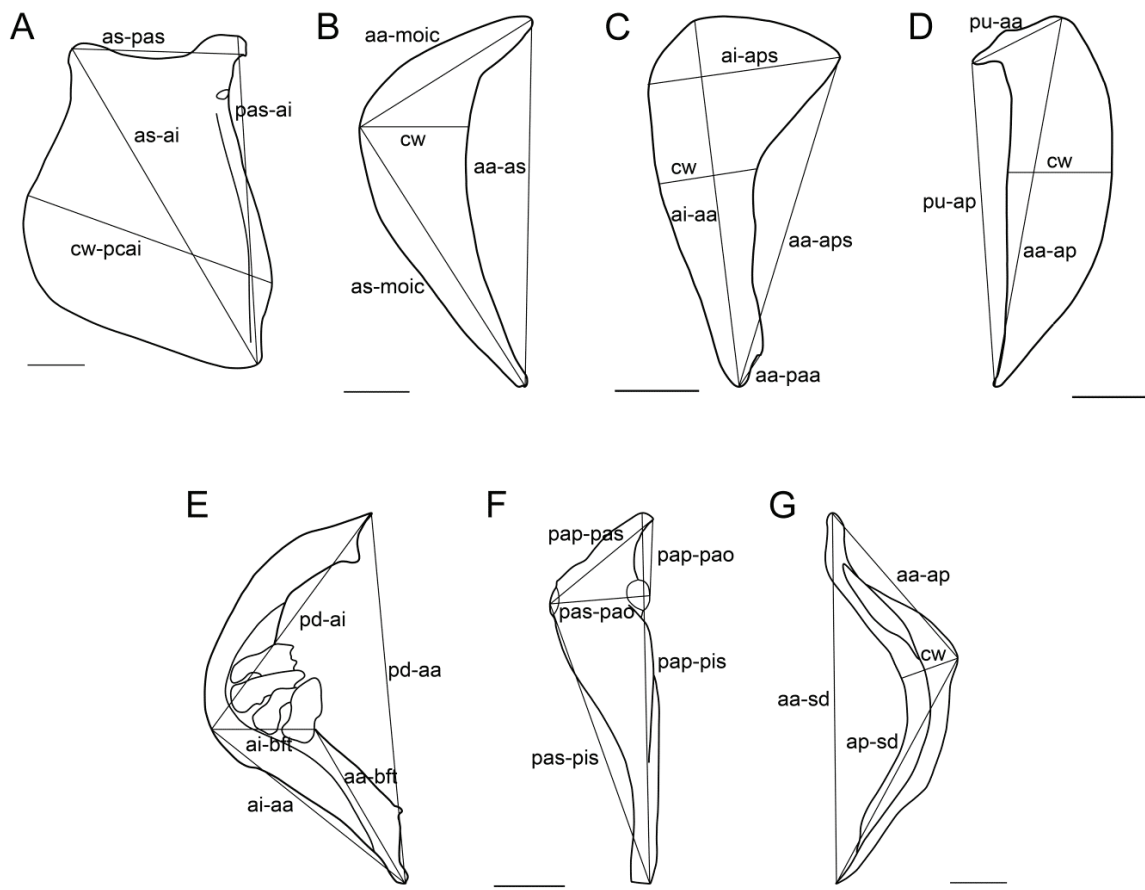 A
as-pas
pas-ai
as-ai
cw-pcai
B
aa-moic
cw
aa-as
as-moic
C
ai-aps
cw
ai-aa
aa-aps
aa-paa
D
pu-aa
cw
pu-ap
aa-ap
E
pd-ai
pd-aa
ai-bft
aa-bft
ai-aa
F
pap-pas
pap-pao
pas-pao
pap-pis
pas-pis
G
aa-ap
cw
aa-sd
ap-sd